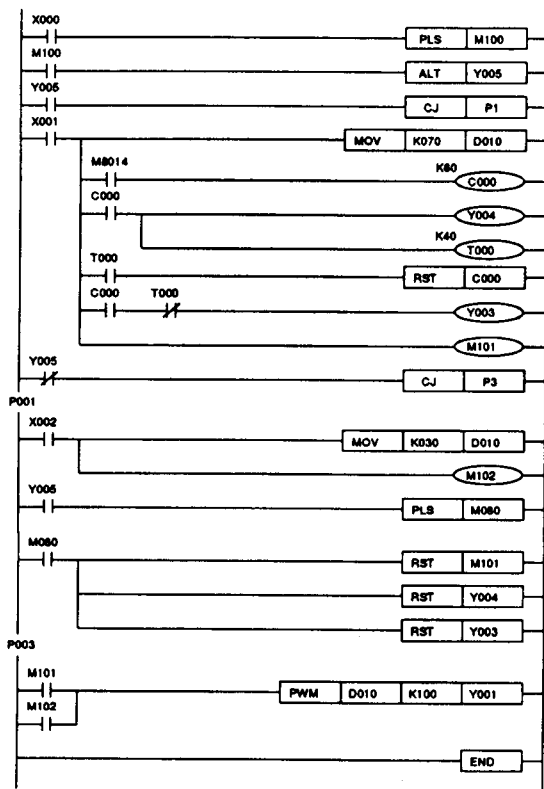 X000
PLS M100
M100
ALT Y005
Y005
CJ P1
X001
MOV K070 D010
M8014
K60
C000
C000
Y004
K40
T000
T000
RST C000
C000 T000
Y003
M101
Y005
CJ P3
P001
X002
MOV K030 D010
M102
Y005
PLS M080
M080
RST M101
RST Y004
RST Y003
P003
M101
PWM D010 K100 Y001
M102
END